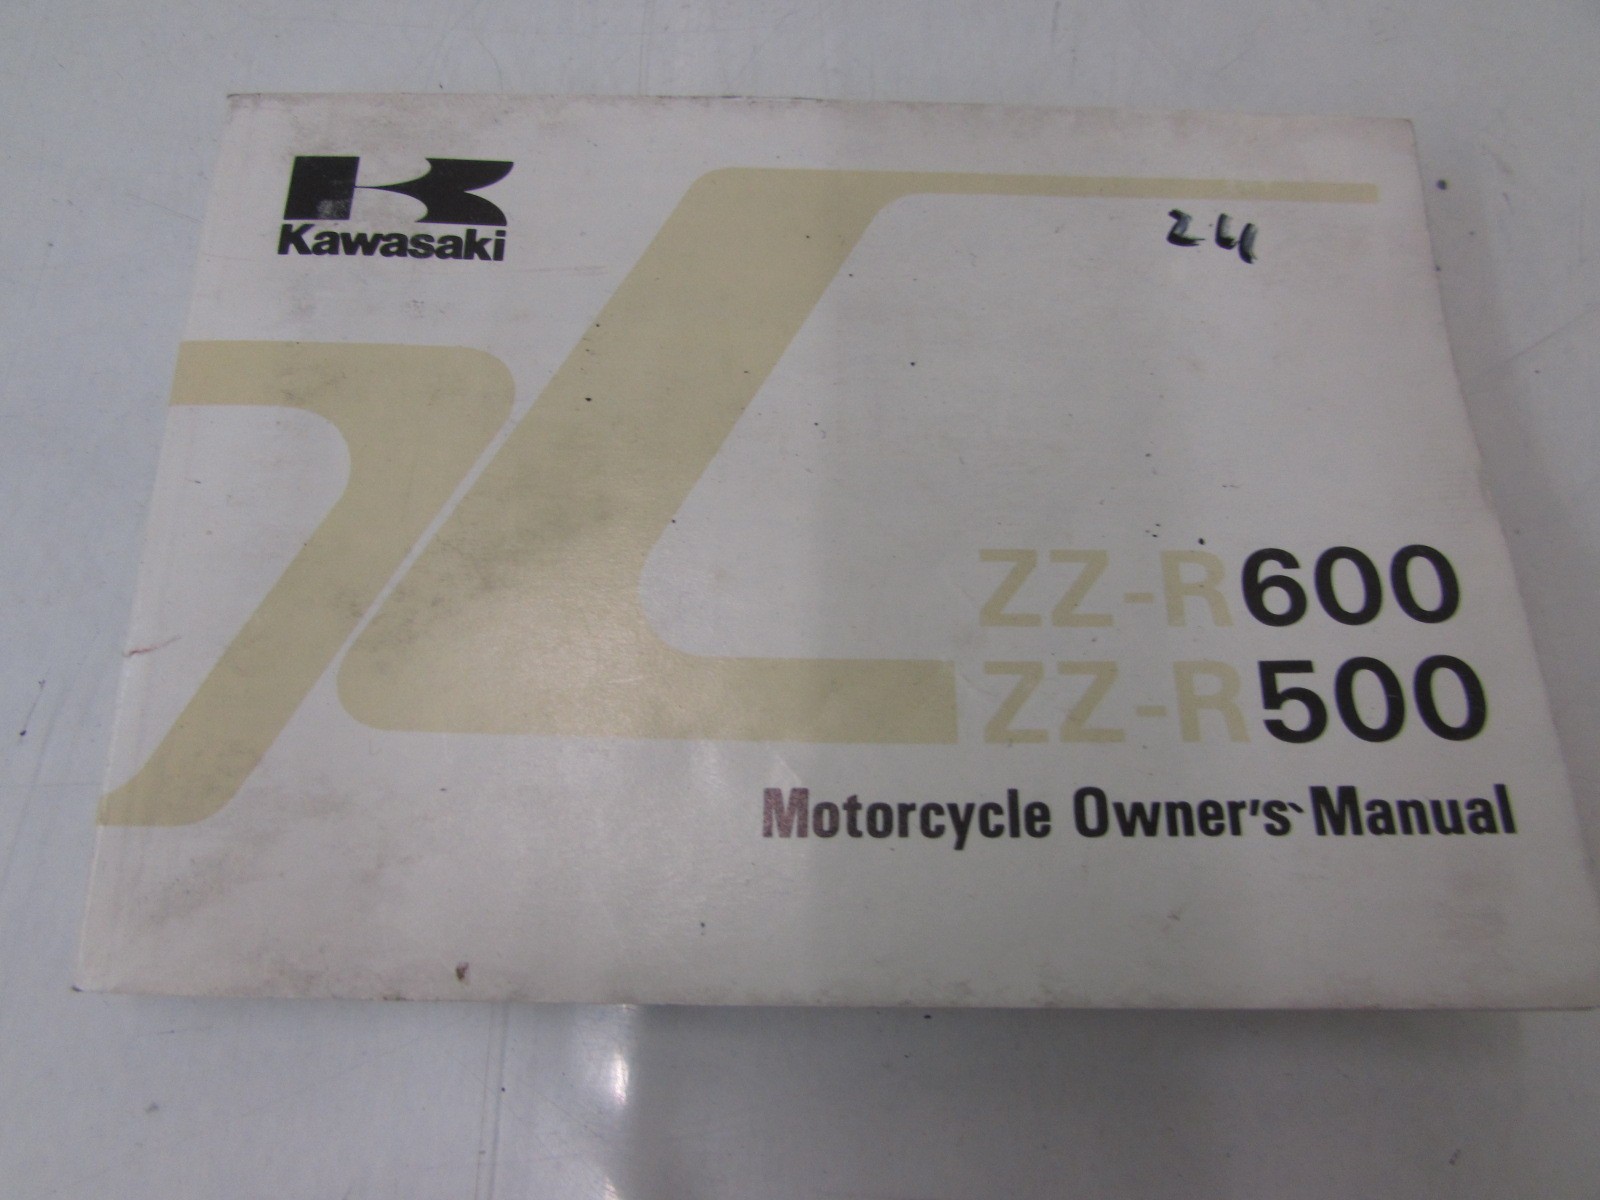 Kawasaki
24
ZZ-R600
ZZ-R500
Motorcycle Owner's Manual